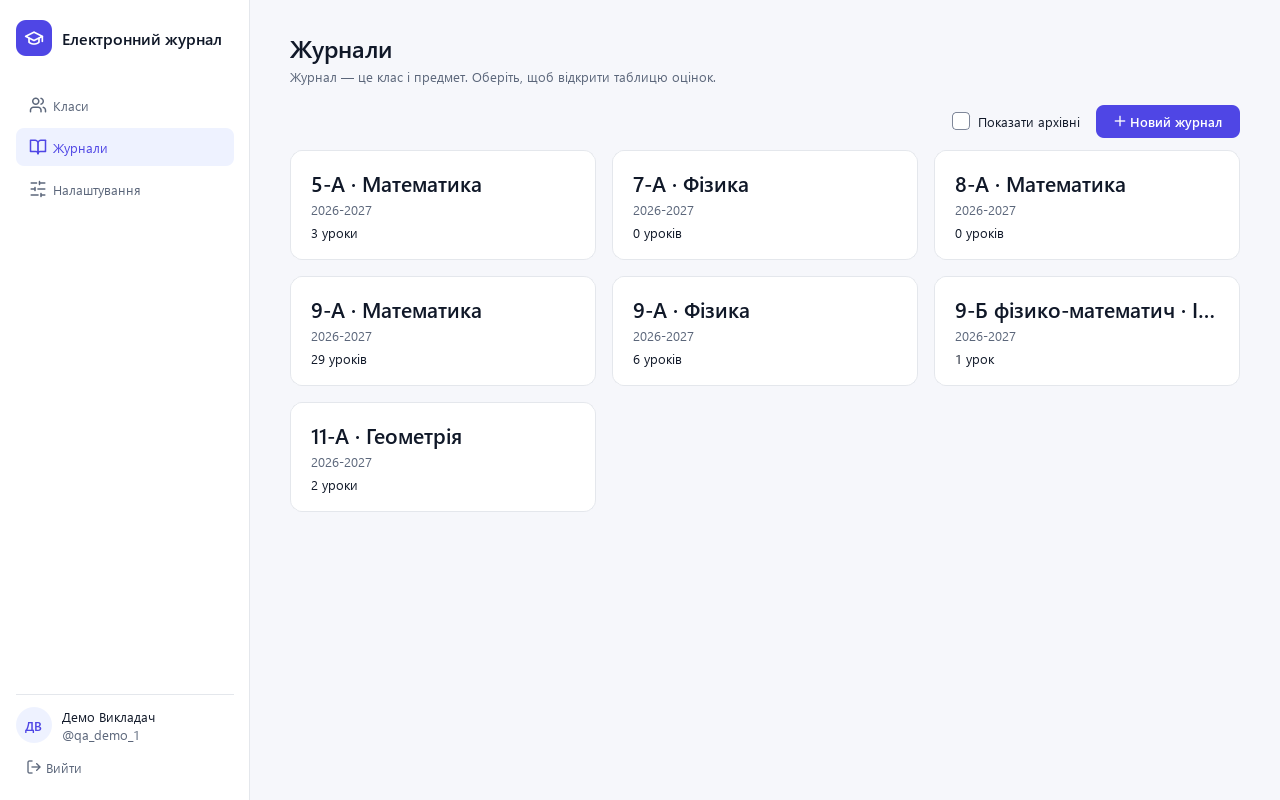 Електронний журнал
Класи
Журнали
Налаштування
Журнали
Журнал — це клас і предмет. Оберіть, щоб відкрити таблицю оцінок.
Показати архівні
Новий журнал
5-А · Математика
2026-2027
3 уроки
7-А · Фізика
2026-2027
0 уроків
8-А · Математика
2026-2027
0 уроків
9-А · Математика
2026-2027
29 уроків
9-А · Фізика
2026-2027
6 уроків
9-Б фізико-математич · І...
2026-2027
1 урок
11-А · Геометрія
2026-2027
2 уроки
ДВ
Демо Викладач
@qa_demo_1
Вийти